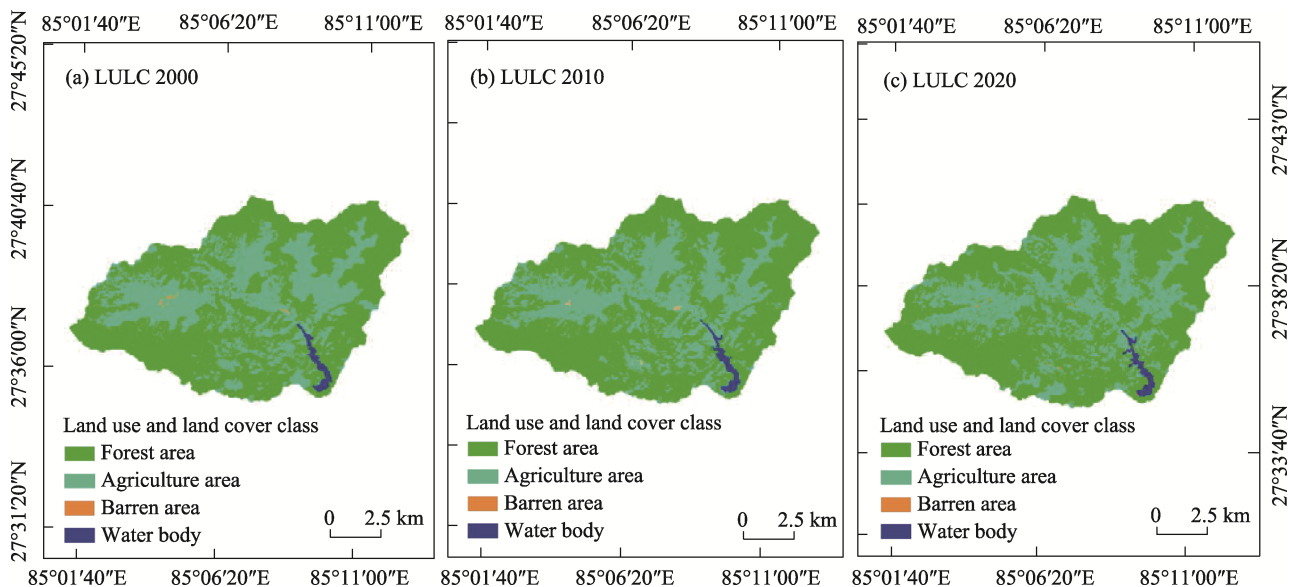 85°01′40″E 85°06′20″E 85°11′00″E 85°01′40″E 85°06′20″E 85°11′00″E 85°01′40″E 85°06′20″E 85°11′00″E
27°45′20″N
27°40′40″N
27°36′00″N
27°31′20″N
(a) LULC 2000
Land use and land cover class
Forest area
Agriculture area
Barren area
Water body
0 2.5 km
(b) LULC 2010
Land use and land cover class
Forest area
Agriculture area
Barren area
Water body
0 2.5 km
(c) LULC 2020
Land use and land cover class
Forest area
Agriculture area
Barren area
Water body
0 2.5 km
27°43′0″N
27°38′20″N
27°33′40″N
85°01′40″E 85°06′20″E 85°11′00″E 85°01′40″E 85°06′20″E 85°11′00″E 85°01′40″E 85°06′20″E 85°11′00″E